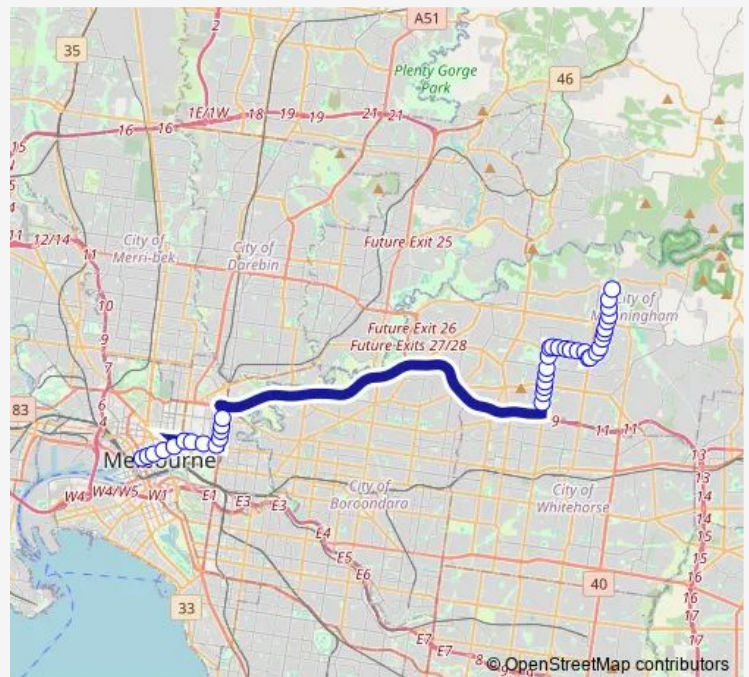 A51
35
2
Plenty Gorge
Park
46
1E/1W
18
19
19
21
21
16
16
15
4
11
12/14
11
City of
Merri-bek
City of
Darebin
Future Exit 25
10
9
7
6
4
Future Exit 26
Future Exits 27/28
City of
Manningham
83
9
11
11
13
13
14
14
15
16
16
17
17
Melbourne
W4
W4/W5
W1
E1
E3
E3
E4
E5
E6
E7
E7
8
City of
Boroondara
City of
Whitehorse
40
33
© OpenStreetMap contributors